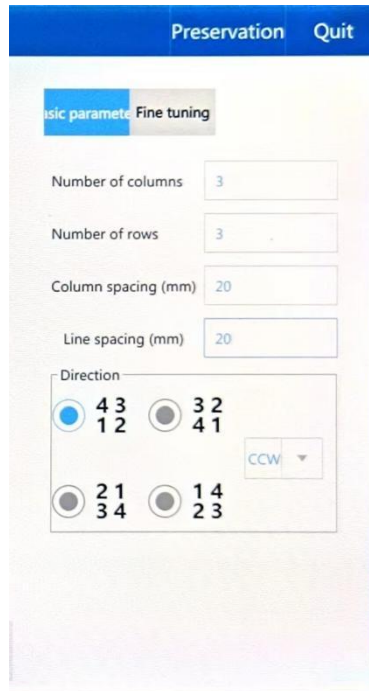 Preservation Quit
asic paramete Fine tuning
Number of columns 3
Number of rows 3
Column spacing (mm) 20
Line spacing (mm) 20
Direction
4 3 3 2
1 2 4 1
CCW
2 1 1 4
3 4 2 3